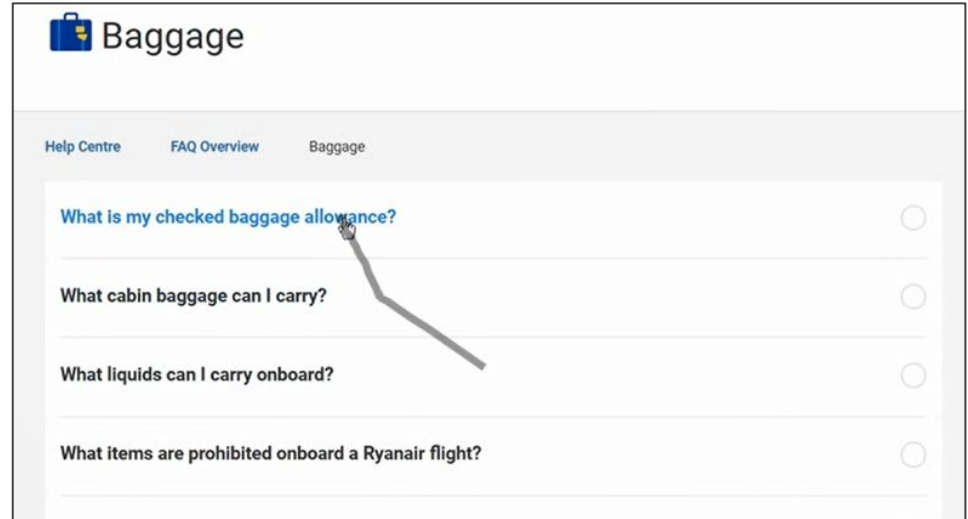 Baggage
Help Centre FAQ Overview Baggage
What is my checked baggage allowance?
What cabin baggage can I carry?
What liquids can I carry onboard?
What items are prohibited onboard a Ryanair flight?